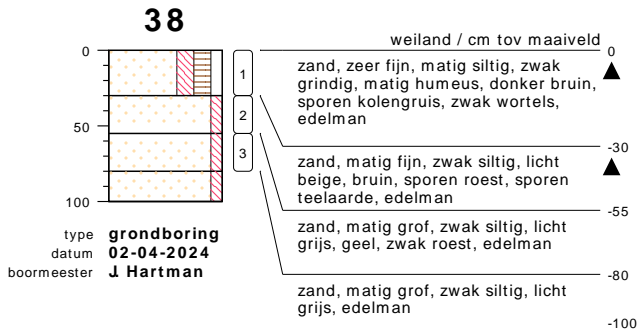 38
weiland / cm tov maaiveld
0
0
1
zand, zeer fijn, matig siltig, zwak
grindig, matig humeus, donker bruin,
sporen kolengruis, zwak wortels,
edelman
2
-30
50
3
zand, matig fijn, zwak siltig, licht
beige, bruin, sporen roest, sporen
teelaarde, edelman
-55
100
zand, matig grof, zwak siltig, licht
grijs, geel, zwak roest, edelman
-80
zand, matig grof, zwak siltig, licht
grijs, edelman
-100
type grondboring
datum 02-04-2024
boormeester J. Hartman